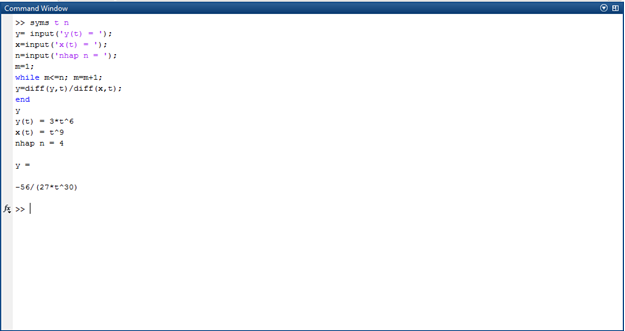 Command Window
>> syms t n
y= input('y(t) = ');
x=input('x(t) = ');
n=input('nhap n = ');
m=1;
while m<=n; m=m+1;
y=diff(y,t)/diff(x,t);
end
y
y(t) = 3*t^6
x(t) = t^9
nhap n = 4
y =
-56/(27*t^30)
fx >>